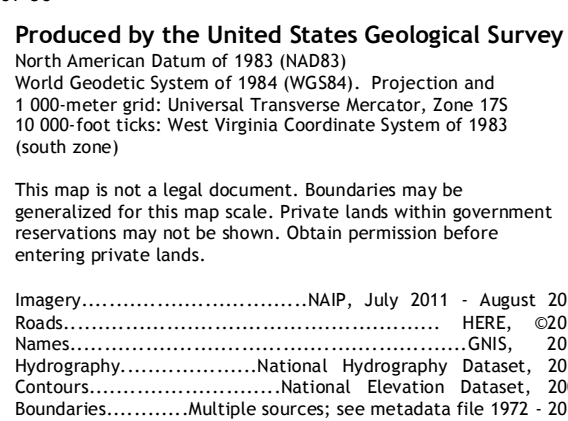 Produced by the United States Geological Survey
North American Datum of 1983 (NAD83)
World Geodetic System of 1984 (WGS84). Projection and
1 000-meter grid: Universal Transverse Mercator, Zone 17S
10 000-foot ticks: West Virginia Coordinate System of 1983
(south zone)
This map is not a legal document. Boundaries may be
generalized for this map scale. Private lands within government
reservations may not be shown. Obtain permission before
entering private lands.
Imagery.................................NAIP, July 2011 - August 20
Roads....................................................... HERE, ©20
Names..........................................................GNIS, 20
Hydrography....................National Hydrography Dataset, 20
Contours............................National Elevation Dataset, 20
Boundaries............Multiple sources; see metadata file 1972 - 20